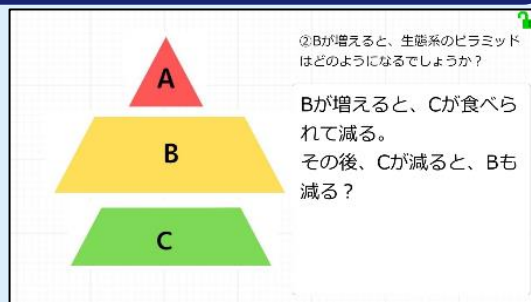 ②Bが増えると、生態系のピラミッド
はどのようになるでしょうか？
Bが増えると、Cが食べら
れて減る。
その後、Cが減ると、Bも
減る？
A
B
C